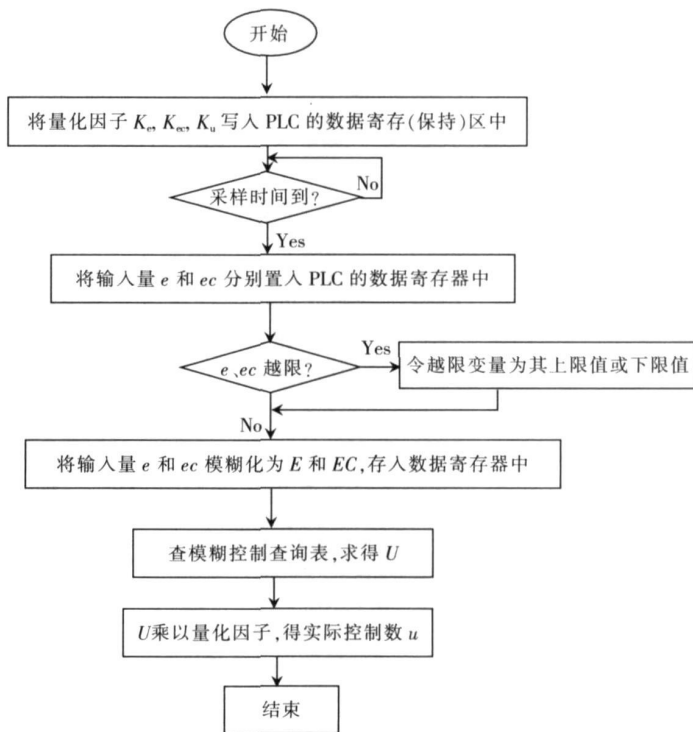 开始
将量化因子 Ke, Kec, Ku 写入 PLC 的数据寄存(保持)区中
No
采样时间到?
Yes
将输入量 e 和 ec 分别置入 PLC 的数据寄存器中
Yes
e、ec 越限?
令越限变量为其上限值或下限值
No
将输入量 e 和 ec 模糊化为 E 和 EC,存入数据寄存器中
查模糊控制查询表,求得 U
U乘以量化因子,得实际控制数 u
结束